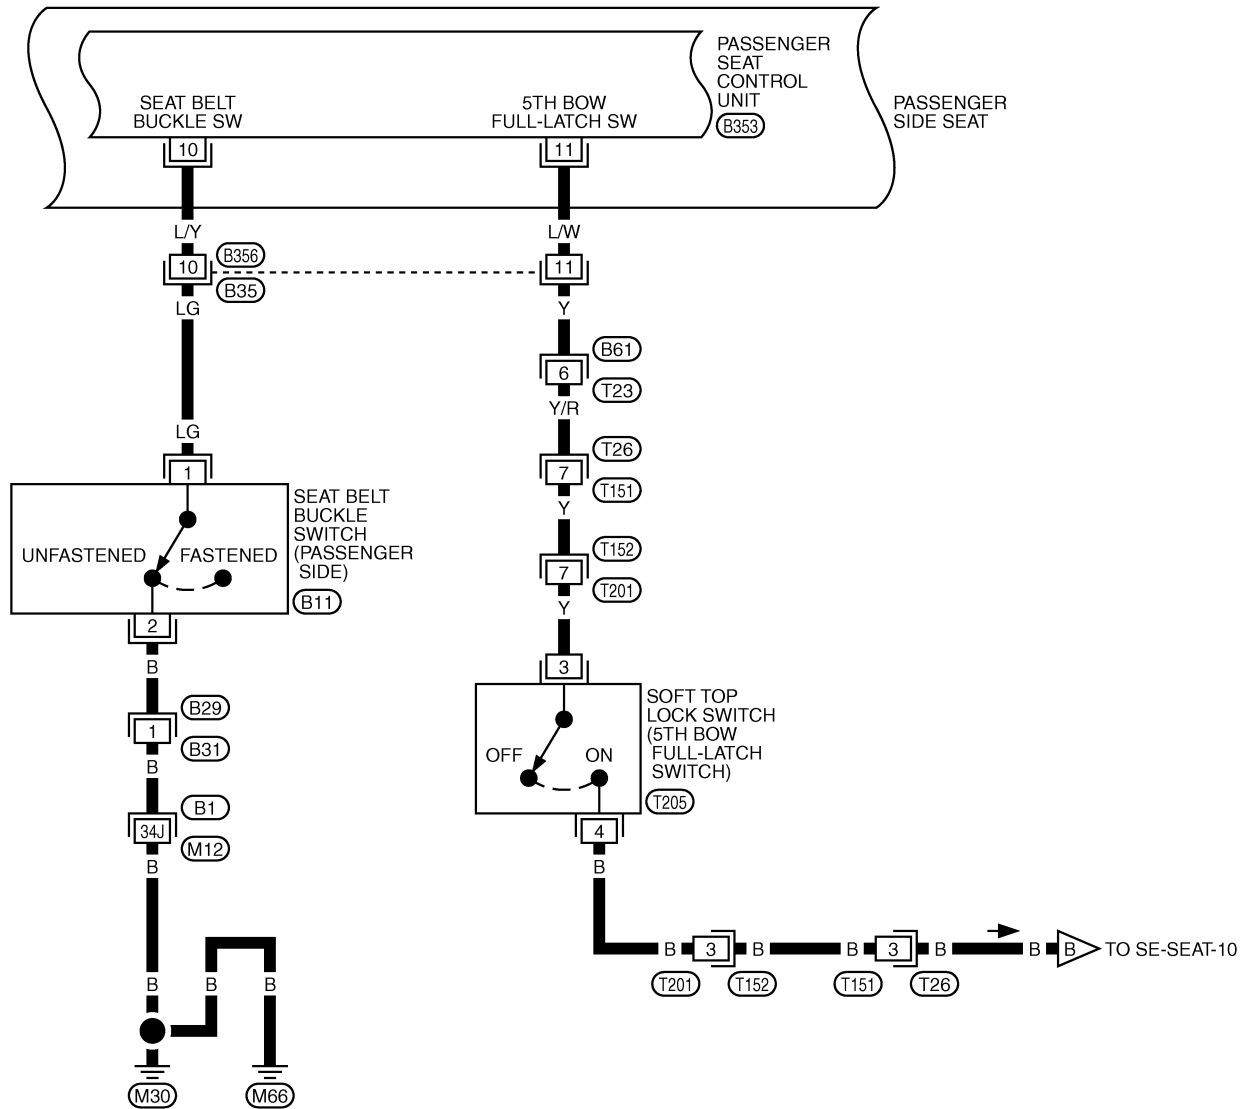 PASSENGER
SEAT
CONTROL
UNIT
B353
PASSENGER
SIDE SEAT
SEAT BELT
BUCKLE SW
5TH BOW
FULL-LATCH SW
10
11
L/Y
L/W
10
B356
B35
11
LG
Y
6
B61
T23
Y/R
LG
7
T26
T151
1
Y
SEAT BELT
BUCKLE
SWITCH
(PASSENGER
SIDE)
B11
UNFASTENED
FASTENED
7
T152
T201
Y
2
B
3
SOFT TOP
LOCK SWITCH
(5TH BOW
FULL-LATCH
SWITCH)
T205
OFF
ON
1
B29
B31
B
34J
B1
M12
B
4
B
B
3
B
B
3
B
B
B
TO SE-SEAT-10
T201
T152
T151
T26
B
B
B
M30
M66